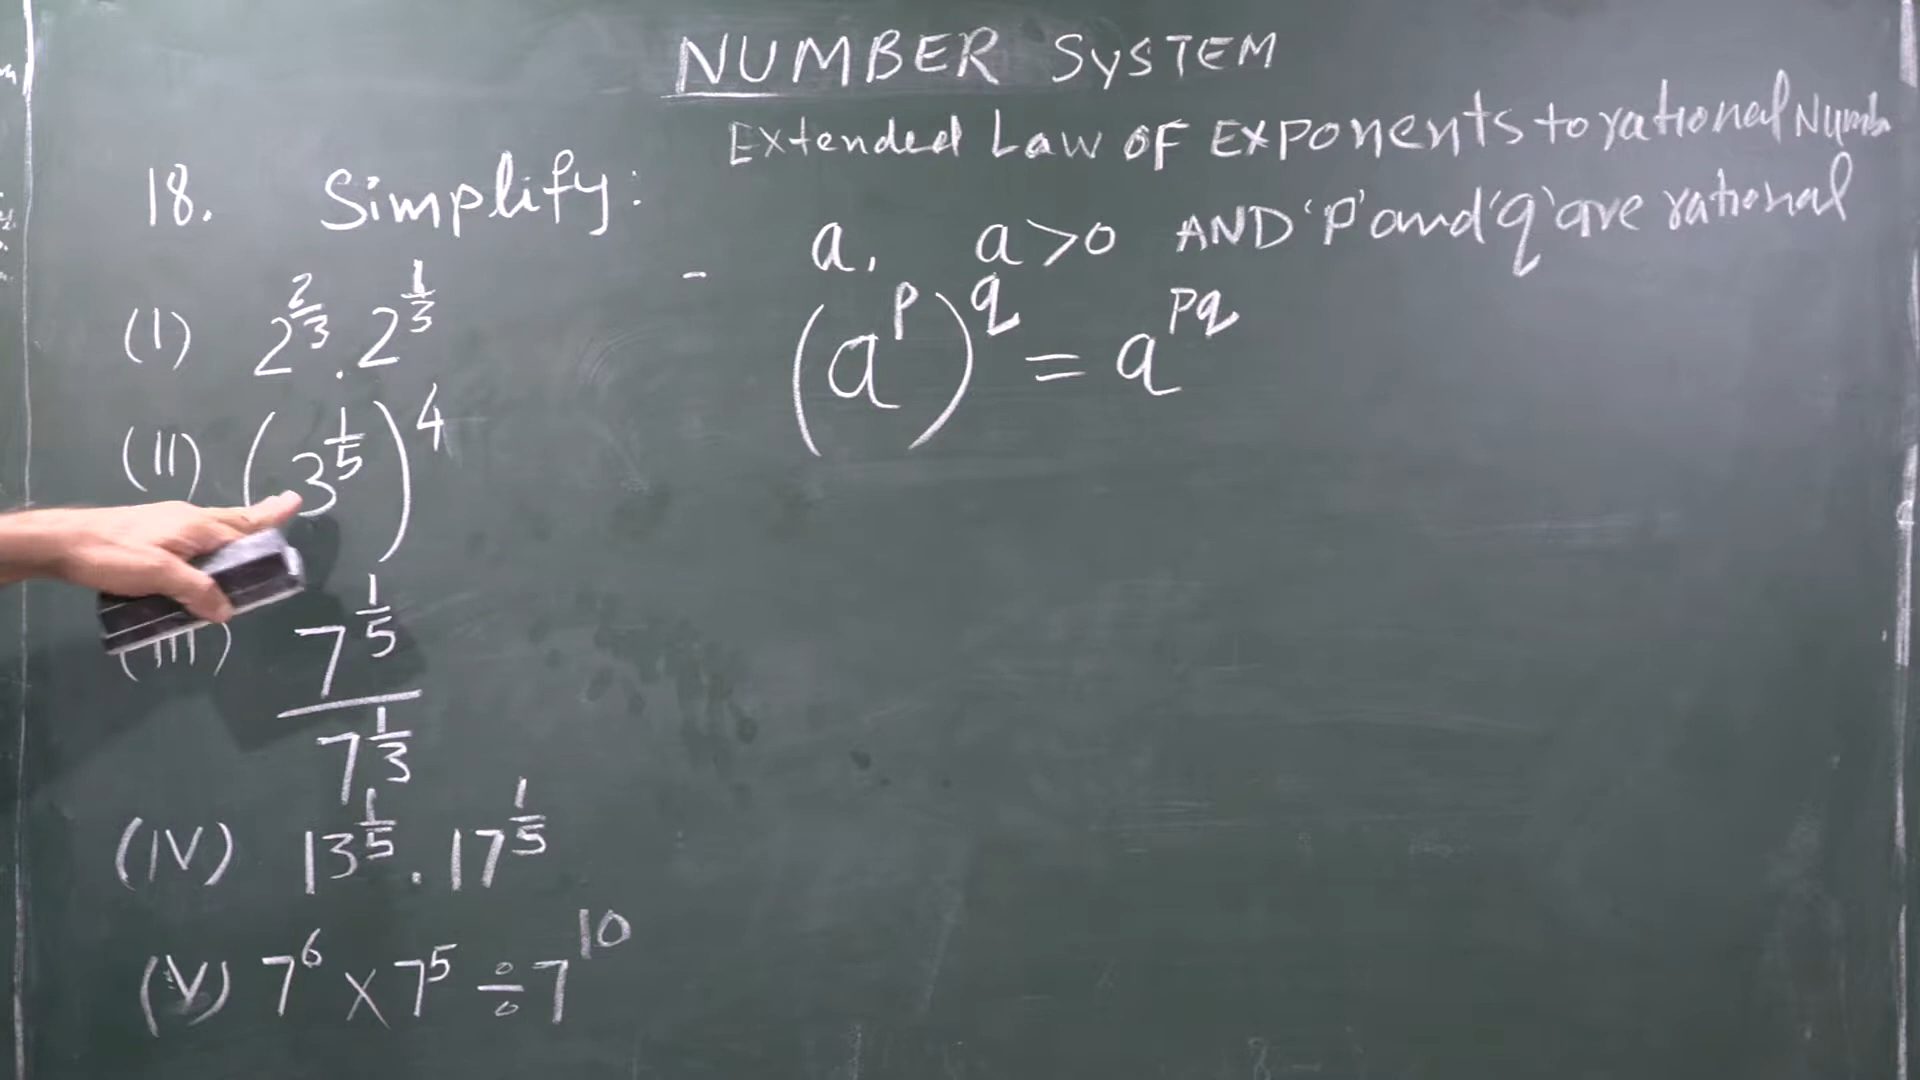 NUMBER SYSTEM
Extended Law OF EXPONENTS to rational Numbe
18. Simplify:
a, a>0 AND 'P' and 'q' are rational
(a^P)^q = a^Pq
(I) 2^2/3 . 2^1/3
(II) (3^1/5)^4
(III) 7^1/5 / 7^1/3
(IV) 13^1/5 . 17^1/5
(V) 7^6 × 7^5 ÷ 7^10